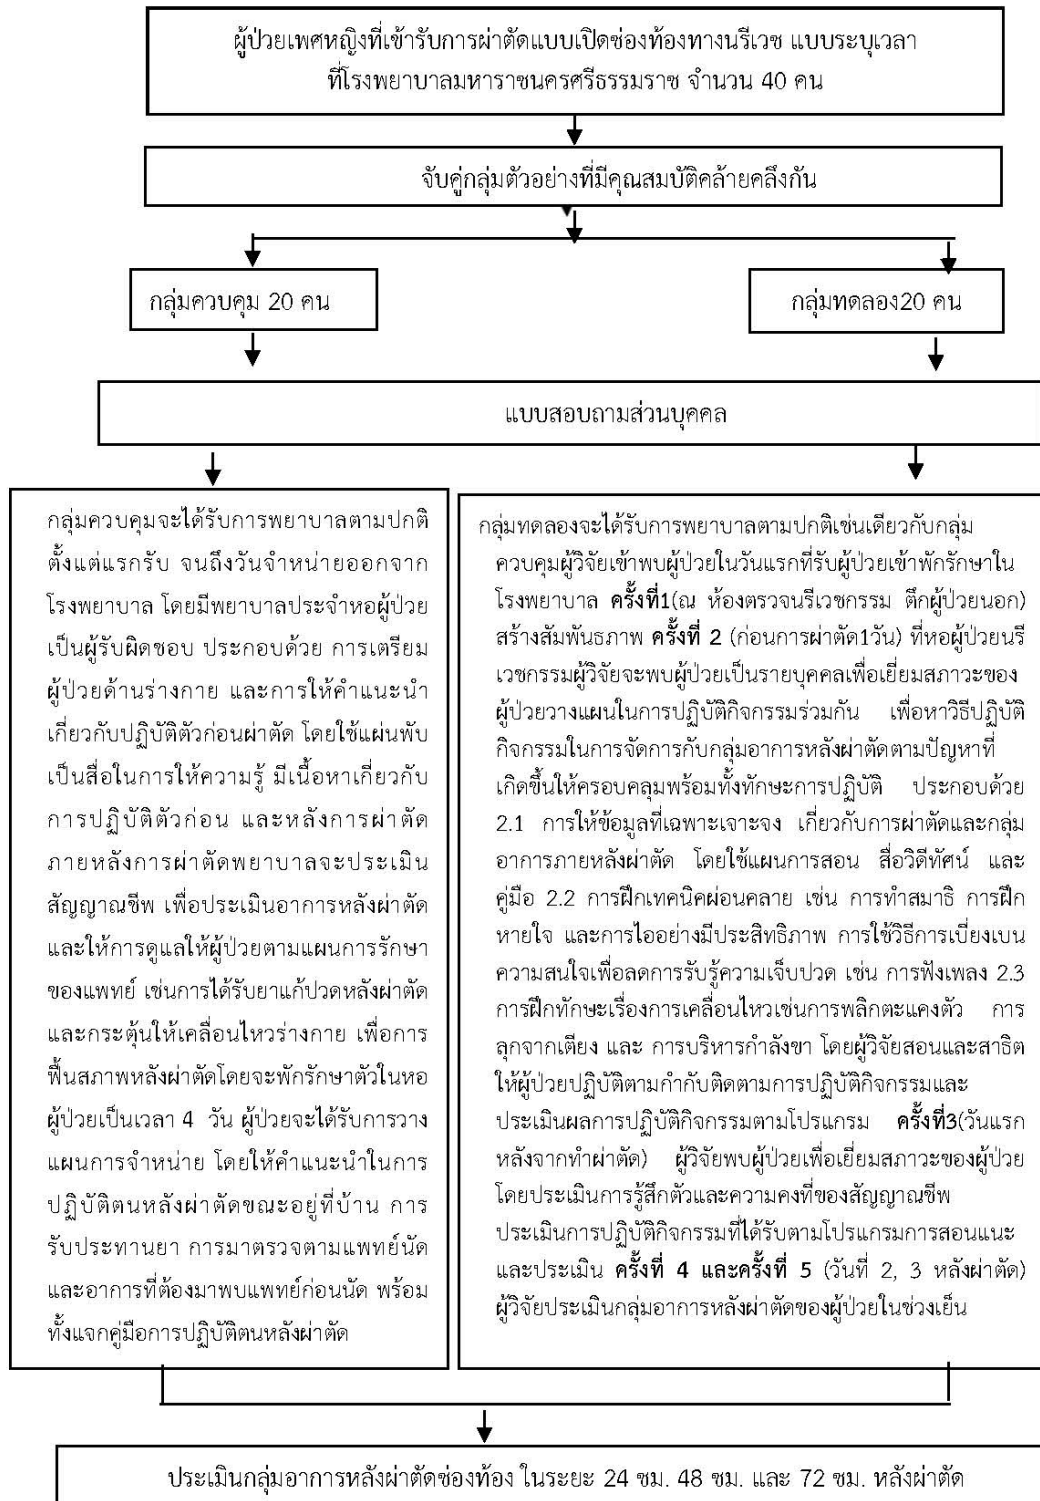 ผู้ป่วยเพศหญิงที่เข้ารับการผ่าตัดแบบเปิดช่องท้องทางนรีเวช แบบระบุเวลา
ที่โรงพยาบาลมหาราชนครศรีธรรมราช จำนวน 40 คน
จับคู่กลุ่มตัวอย่างที่มีคุณสมบัติคล้ายคลึงกัน
กลุ่มควบคุม 20 คน
กลุ่มทดลอง20 คน
แบบสอบถามส่วนบุคคล
กลุ่มควบคุมจะได้รับการพยาบาลตามปกติ
ตั้งแต่แรกรับ จนถึงวันจำหน่ายออกจาก
โรงพยาบาล โดยมีพยาบาลประจำหอผู้ป่วย
เป็นผู้รับผิดชอบ ประกอบด้วย การเตรียม
ผู้ป่วยด้านร่างกาย และการให้คำแนะนำ
เกี่ยวกับปฏิบัติตัวก่อนผ่าตัด โดยใช้แผ่นพับ
เป็นสื่อในการให้ความรู้ มีเนื้อหาเกี่ยวกับ
การปฏิบัติตัวก่อน และหลังการผ่าตัด
ภายหลังการผ่าตัดพยาบาลจะประเมิน
สัญญาณชีพ เพื่อประเมินอาการหลังผ่าตัด
และให้การดูแลให้ผู้ป่วยตามแผนการรักษา
ของแพทย์ เช่นการได้รับยาแก้ปวดหลังผ่าตัด
และกระตุ้นให้เคลื่อนไหวร่างกาย เพื่อการ
ฟื้นสภาพหลังผ่าตัดโดยจะพักรักษาตัวในหอ
ผู้ป่วยเป็นเวลา 4 วัน ผู้ป่วยจะได้รับการวาง
แผนการจำหน่าย โดยให้คำแนะนำในการ
ปฏิบัติตนหลังผ่าตัดขณะอยู่ที่บ้าน การ
รับประทานยา การมาตรวจตามแพทย์นัด
และอาการที่ต้องมาพบแพทย์ก่อนนัด พร้อม
ทั้งแจกคู่มือการปฏิบัติตนหลังผ่าตัด
กลุ่มทดลองจะได้รับการพยาบาลตามปกติเช่นเดียวกับกลุ่ม
ควบคุมผู้วิจัยเข้าพบผู้ป่วยในวันแรกที่รับผู้ป่วยเข้าพักรักษาใน
โรงพยาบาล ครั้งที่1(ณ ห้องตรวจนรีเวชกรรม ตึกผู้ป่วยนอก)
สร้างสัมพันธภาพ ครั้งที่ 2 (ก่อนการผ่าตัด1วัน) ที่หอผู้ป่วยนรี
เวชกรรมผู้วิจัยจะพบผู้ป่วยเป็นรายบุคคลเพื่อเยี่ยมสภาวะของ
ผู้ป่วยวางแผนในการปฏิบัติกิจกรรมร่วมกัน เพื่อหาวิธีปฏิบัติ
กิจกรรมในการจัดการกับกลุ่มอาการหลังผ่าตัดตามปัญหาที่
เกิดขึ้นให้ครอบคลุมพร้อมทั้งทักษะการปฏิบัติ ประกอบด้วย
2.1 การให้ข้อมูลที่เฉพาะเจาะจง เกี่ยวกับการผ่าตัดและกลุ่ม
อาการภายหลังผ่าตัด โดยใช้แผนการสอน สื่อวิดีทัศน์ และ
คู่มือ 2.2 การฝึกเทคนิคผ่อนคลาย เช่น การทำสมาธิ การฝึก
หายใจ และการไออย่างมีประสิทธิภาพ การใช้วิธีการเบี่ยงเบน
ความสนใจเพื่อลดการรับรู้ความเจ็บปวด เช่น การฟังเพลง 2.3
การฝึกทักษะเรื่องการเคลื่อนไหวเช่นการพลิกตะแคงตัว การ
ลุกจากเตียง และ การบริหารกำลังขา โดยผู้วิจัยสอนและสาธิต
ให้ผู้ป่วยปฏิบัติตามกำกับติดตามการปฏิบัติกิจกรรมและ
ประเมินผลการปฏิบัติกิจกรรมตามโปรแกรม ครั้งที่3(วันแรก
หลังจากทำผ่าตัด) ผู้วิจัยพบผู้ป่วยเพื่อเยี่ยมสภาวะของผู้ป่วย
โดยประเมินการรู้สึกตัวและความคงที่ของสัญญาณชีพ
ประเมินการปฏิบัติกิจกรรมที่ได้รับตามโปรแกรมการสอนแนะ
และประเมิน ครั้งที่ 4 และครั้งที่ 5 (วันที่ 2, 3 หลังผ่าตัด)
ผู้วิจัยประเมินกลุ่มอาการหลังผ่าตัดของผู้ป่วยในช่วงเย็น
ประเมินกลุ่มอาการหลังผ่าตัดช่องท้อง ในระยะ 24 ชม. 48 ชม. และ 72 ชม. หลังผ่าตัด